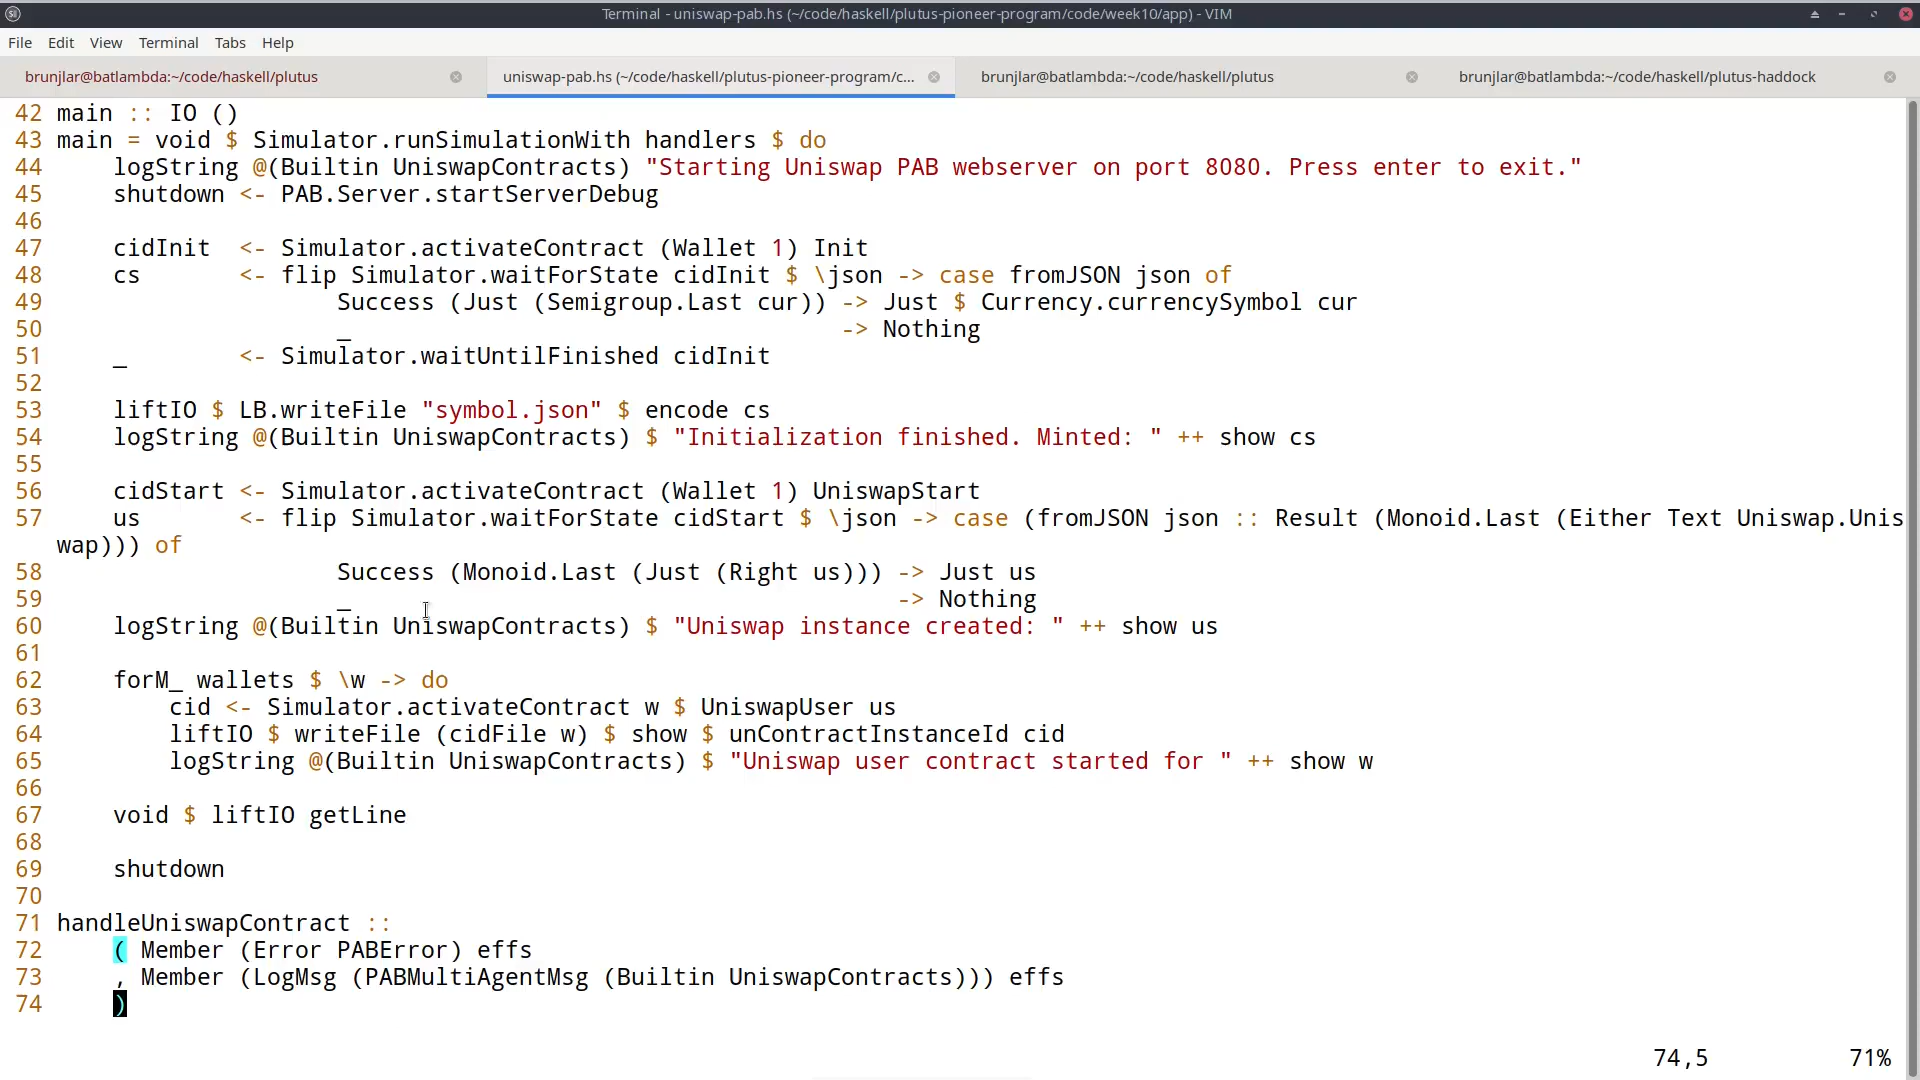 Terminal - uniswap-pab.hs (~/code/haskell/plutus-pioneer-program/code/week10/app) - VIM
File Edit View Terminal Tabs Help
brunjlar@batlambda:~/code/haskell/plutus uniswap-pab.hs (~/code/haskell/plutus-pioneer-program/c... brunjlar@batlambda:~/code/haskell/plutus brunjlar@batlambda:~/code/haskell/plutus-haddock
42 main :: IO ()
43 main = void $ Simulator.runSimulationWith handlers $ do
44     logString @(Builtin UniswapContracts) "Starting Uniswap PAB webserver on port 8080. Press enter to exit."
45     shutdown <- PAB.Server.startServerDebug
46
47     cidInit  <- Simulator.activateContract (Wallet 1) Init
48     cs       <- flip Simulator.waitForState cidInit $ \json -> case fromJSON json of
49                     Success (Just (Semigroup.Last cur)) -> Just $ Currency.currencySymbol cur
50                     _                                   -> Nothing
51     _        <- Simulator.waitUntilFinished cidInit
52
53     liftIO $ LB.writeFile "symbol.json" $ encode cs
54     logString @(Builtin UniswapContracts) $ "Initialization finished. Minted: " ++ show cs
55
56     cidStart <- Simulator.activateContract (Wallet 1) UniswapStart
57     us       <- flip Simulator.waitForState cidStart $ \json -> case (fromJSON json :: Result (Monoid.Last (Either Text Uniswap.Unis
wap))) of
58                     Success (Monoid.Last (Just (Right us))) -> Just us
59                     _                                       -> Nothing
60     logString @(Builtin UniswapContracts) $ "Uniswap instance created: " ++ show us
61
62     forM_ wallets $ \w -> do
63         cid <- Simulator.activateContract w $ UniswapUser us
64         liftIO $ writeFile (cidFile w) $ show $ unContractInstanceId cid
65         logString @(Builtin UniswapContracts) $ "Uniswap user contract started for " ++ show w
66
67     void $ liftIO getLine
68
69     shutdown
70
71 handleUniswapContract ::
72     ( Member (Error PABError) effs
73     , Member (LogMsg (PABMultiAgentMsg (Builtin UniswapContracts))) effs
74     )
74,5 71%